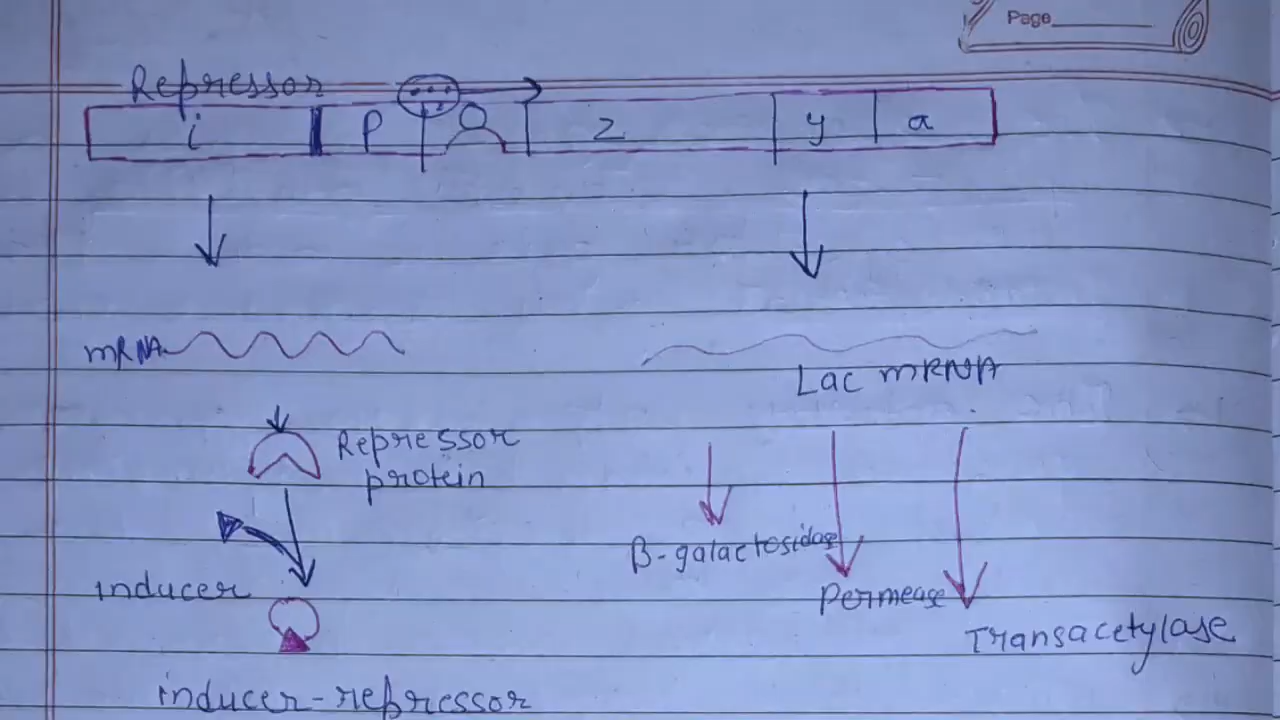 Page
Repressor
i P z y a
mRNA
Lac mRNA
Repressor
protein
β-galactosidase
inducer
Permease
Transacetylase
inducer-repressor